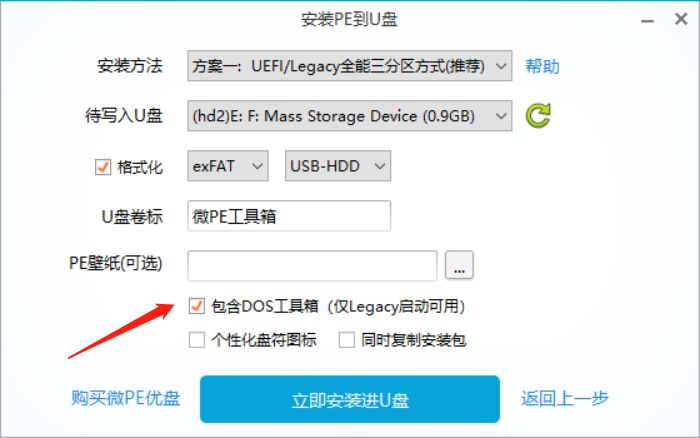 安装PE到U盘
安装方法 方案一：UEFI/Legacy全能三分区方式(推荐) 帮助
待写入U盘 (hd2)E: F: Mass Storage Device (0.9GB)
格式化 exFAT USB-HDD
U盘卷标 微PE工具箱
PE壁纸(可选) ...
包含DOS工具箱（仅Legacy启动可用）
个性化盘符图标 同时复制安装包
购买微PE优盘 立即安装进U盘 返回上一步